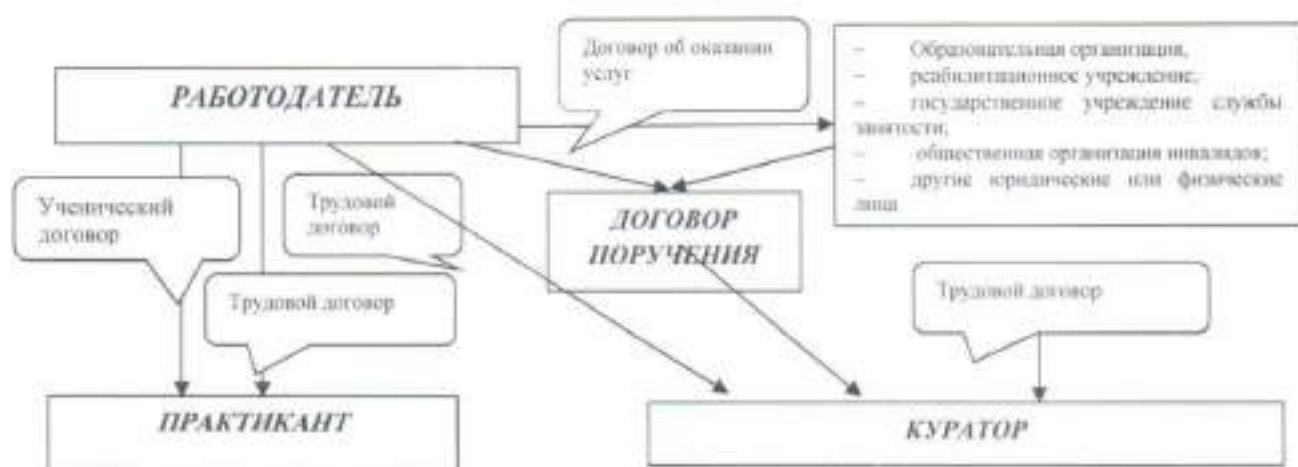 Договор об оказании
услуг
– Образовательная организация,
– реабилитационное учреждение;
– государственное учреждение службы
занятости;
– общественная организация инвалидов;
– другие юридические или физические
лица
РАБОТОДАТЕЛЬ
Ученический
договор
Трудовой
договор
ДОГОВОР
ПОРУЧЕНИЯ
Трудовой договор
Трудовой договор
ПРАКТИКАНТ
КУРАТОР